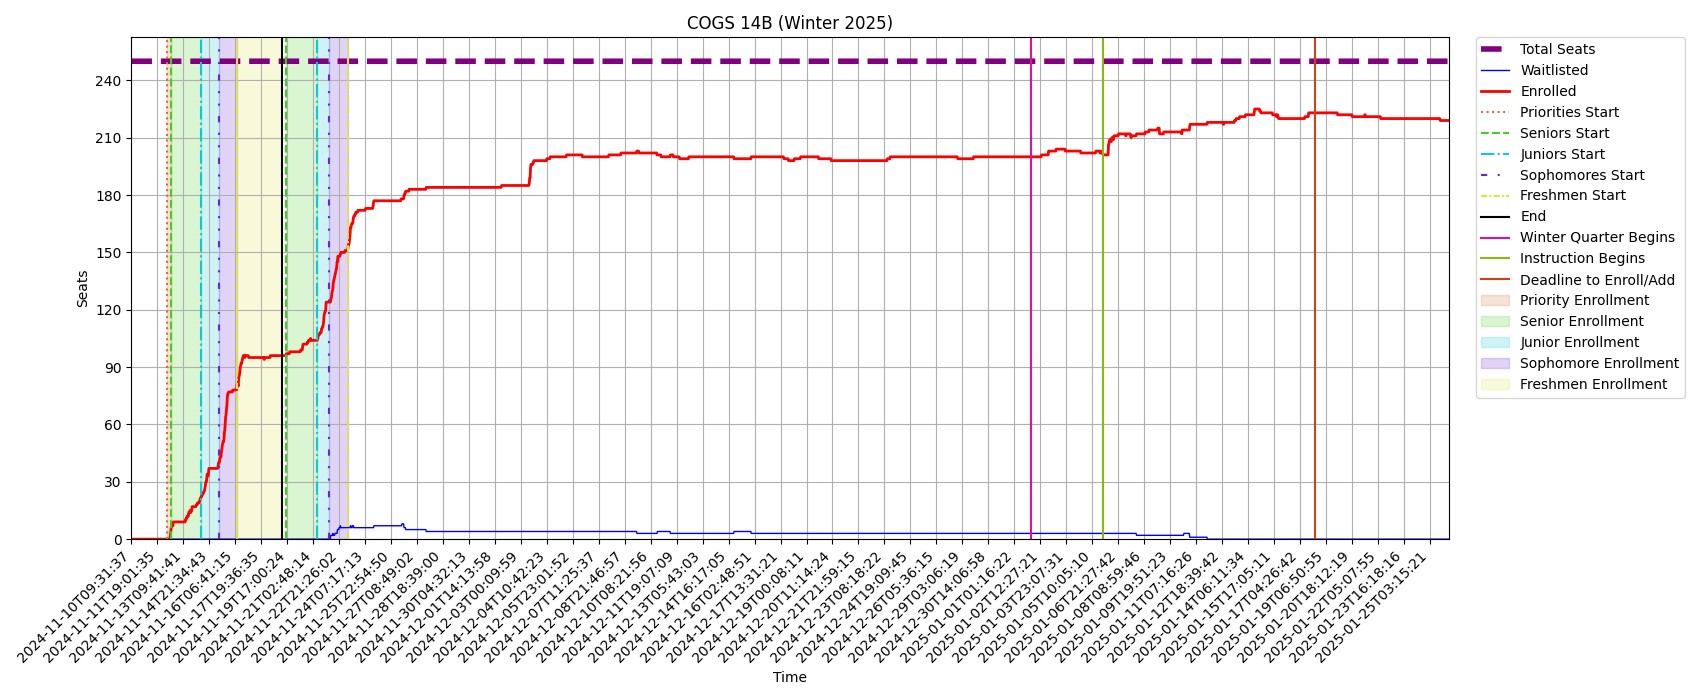 COGS 14B (Winter 2025)
Seats
240
210
180
150
120
90
60
30
0
2024-11-10T09:31:37
2024-11-11T19:01:35
2024-11-13T09:41:41
2024-11-14T21:34:43
2024-11-16T06:41:15
2024-11-17T19:36:35
2024-11-19T17:00:24
2024-11-21T02:48:14
2024-11-22T21:26:02
2024-11-24T07:17:13
2024-11-25T22:54:50
2024-11-27T08:49:02
2024-11-28T18:39:00
2024-11-30T04:32:13
2024-12-01T14:13:58
2024-12-03T00:09:59
2024-12-04T10:42:23
2024-12-05T23:01:52
2024-12-07T11:25:37
2024-12-08T21:46:57
2024-12-10T08:21:56
2024-12-11T19:07:09
2024-12-13T05:43:03
2024-12-14T16:17:05
2024-12-16T02:48:51
2024-12-17T13:31:21
2024-12-19T00:08:11
2024-12-20T11:14:24
2024-12-21T21:59:15
2024-12-23T08:18:22
2024-12-24T19:09:45
2024-12-26T05:36:15
2024-12-29T03:06:19
2024-12-30T14:06:58
2025-01-01T01:16:22
2025-01-02T12:27:21
2025-01-03T23:07:31
2025-01-05T10:05:10
2025-01-06T21:27:42
2025-01-08T08:59:46
2025-01-09T19:51:23
2025-01-11T07:16:26
2025-01-12T18:39:42
2025-01-14T06:11:34
2025-01-15T17:05:11
2025-01-17T04:26:42
2025-01-19T06:50:55
2025-01-20T18:12:19
2025-01-22T05:07:55
2025-01-23T16:18:16
2025-01-25T03:15:21
Time
Total Seats
Waitlisted
Enrolled
Priorities Start
Seniors Start
Juniors Start
Sophomores Start
Freshmen Start
End
Winter Quarter Begins
Instruction Begins
Deadline to Enroll/Add
Priority Enrollment
Senior Enrollment
Junior Enrollment
Sophomore Enrollment
Freshmen Enrollment